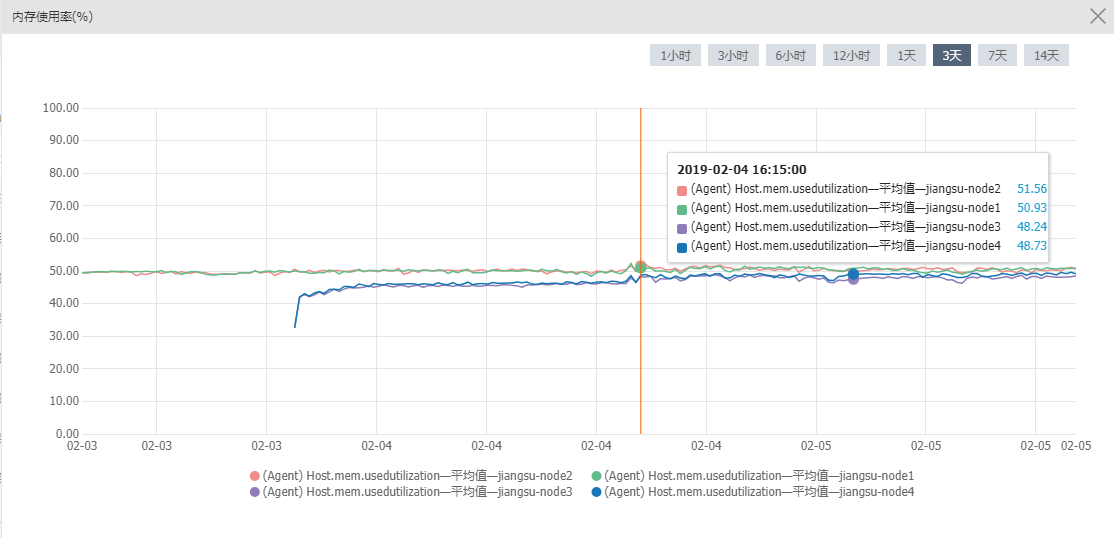 内存使用率(%)
1小时 3小时 6小时 12小时 1天 3天 7天 14天
100.00
90.00
80.00
70.00
60.00
50.00
40.00
30.00
20.00
10.00
0.00
2019-02-04 16:15:00
(Agent) Host.mem.usedutilization—平均值—jiangsu-node2 51.56
(Agent) Host.mem.usedutilization—平均值—jiangsu-node1 50.93
(Agent) Host.mem.usedutilization—平均值—jiangsu-node3 48.24
(Agent) Host.mem.usedutilization—平均值—jiangsu-node4 48.73
02-03 02-03 02-03 02-04 02-04 02-04 02-04 02-05 02-05 02-05 02-05
(Agent) Host.mem.usedutilization—平均值—jiangsu-node2 (Agent) Host.mem.usedutilization—平均值—jiangsu-node1
(Agent) Host.mem.usedutilization—平均值—jiangsu-node3 (Agent) Host.mem.usedutilization—平均值—jiangsu-node4